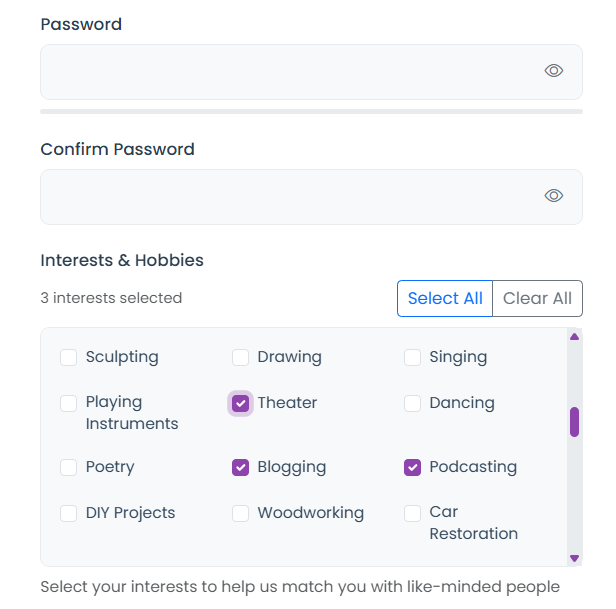 Password
Confirm Password
Interests & Hobbies
3 interests selected
Select All Clear All
Sculpting Drawing Singing
Playing Instruments Theater Dancing
Poetry Blogging Podcasting
DIY Projects Woodworking Car Restoration
Select your interests to help us match you with like-minded people